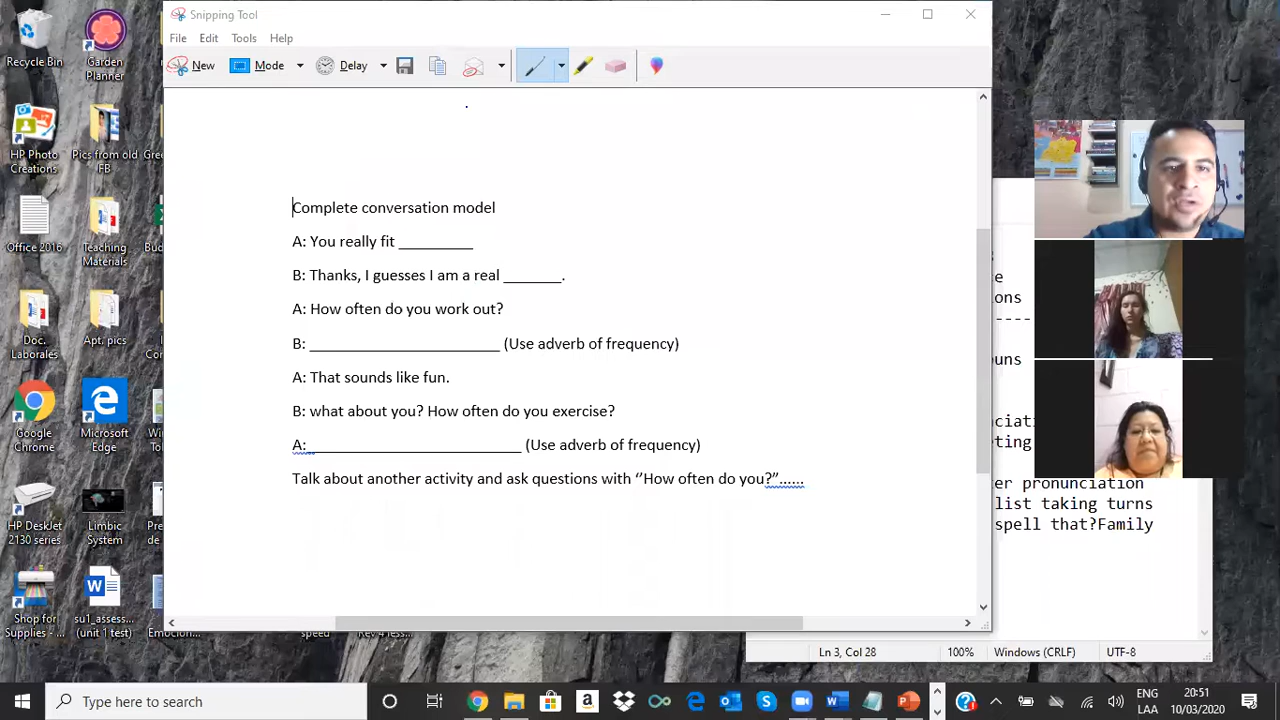 Snipping Tool
File Edit Tools Help
New Mode Delay
Complete conversation model
A: You really fit __________
B: Thanks, I guesses I am a real _______.
A: How often do you work out?
B: _______________________ (Use adverb of frequency)
A: That sounds like fun.
B: what about you? How often do you exercise?
A: __________________________ (Use adverb of frequency)
Talk about another activity and ask questions with “How often do you?”……
Recycle Bin
Garden Planner
HP Photo Creations
Pics from old FB
Office 2016
Teaching Materials
Doc. Laborales
Apt. pics
Google Chrome
Microsoft Edge
HP DeskJet 2130 series
Limbic System
Shop for Supplies - ...
su1_assess... (unit 1 test)
speed
ter pronunciation
list taking turns
spell that?Family
Ln 3, Col 28 100% Windows (CRLF) UTF-8
Type here to search
ENG LAA
20:51
10/03/2020